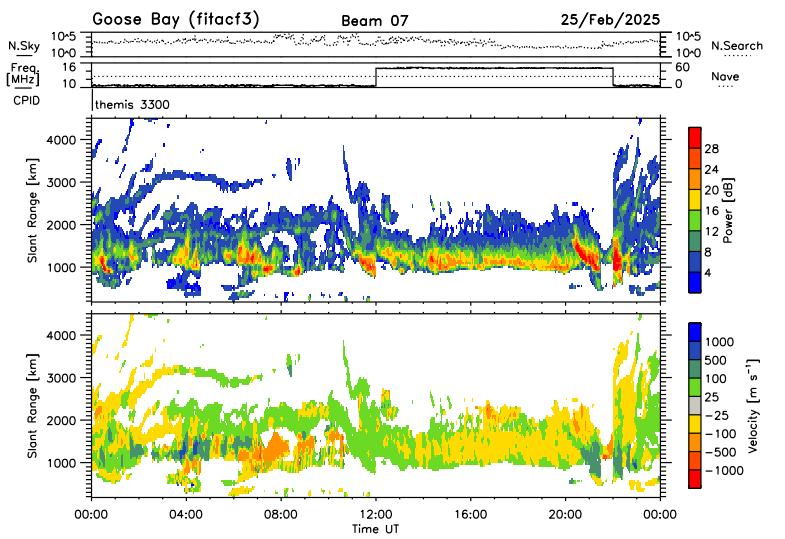 Goose Bay (fitacf3) Beam 07 25/Feb/2025
N.Sky 10^5 10^0 10^5 10^0 N.Search
Freq. [MHz] 16 10 60 0 Nave
CPID themis 3300
Slant Range [km] 4000 3000 2000 1000
Power [dB] 28 24 20 16 12 8 4
Slant Range [km] 4000 3000 2000 1000
Velocity [m s⁻¹] 1000 500 100 25 −25 −100 −500 −1000
00:00 04:00 08:00 12:00 16:00 20:00 00:00
Time UT